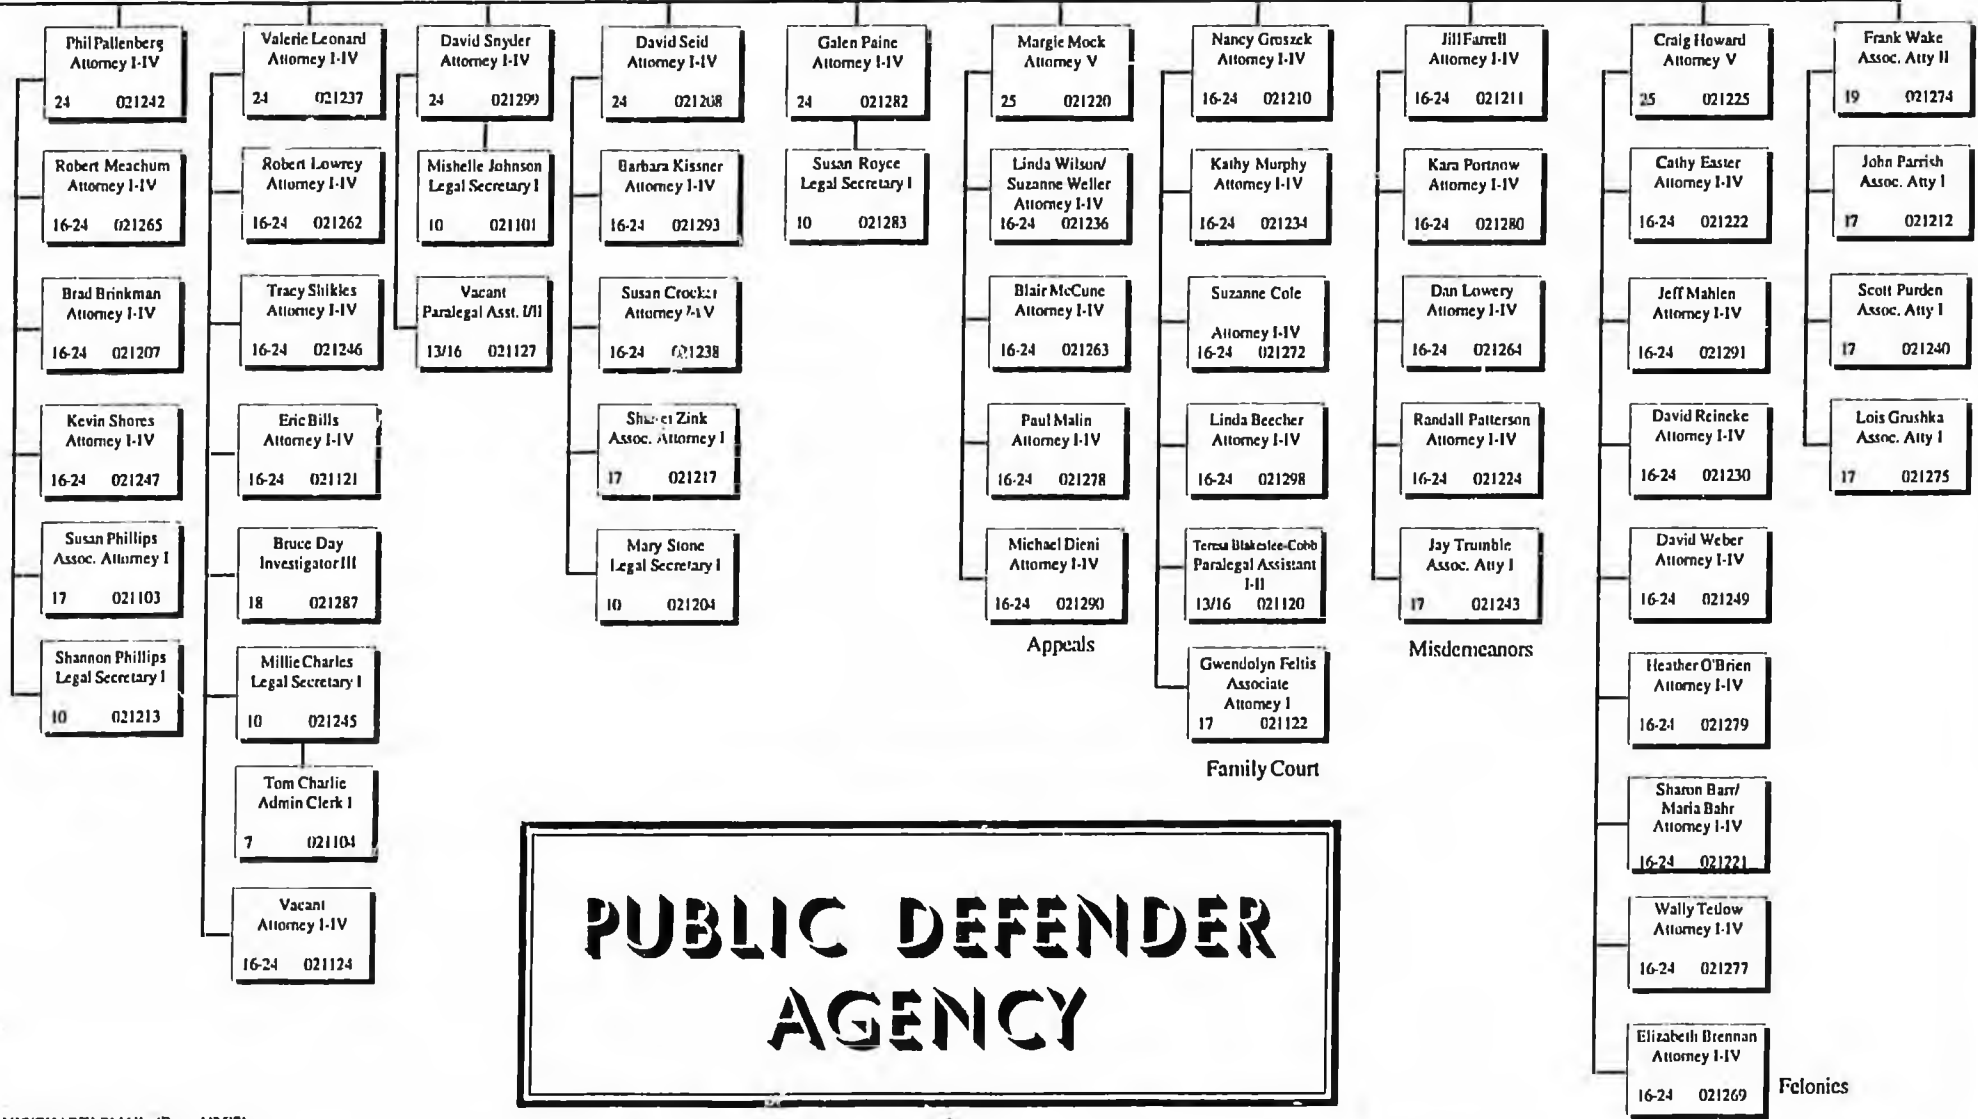 Phil Pallenberg
Attorney I-IV
24 021242
Robert Meachum
Attorney I-IV
16-24 021265
Brad Brinkman
Attorney I-IV
16-24 021207
Kevin Shores
Attorney I-IV
16-24 021247
Susan Phillips
Assoc. Attorney I
17 021103
Shannon Phillips
Legal Secretary I
10 021213
Valerie Leonard
Attorney I-IV
24 021237
Robert Lowrey
Attorney I-IV
16-24 021262
Tracy Shikles
Attorney I-IV
16-24 021246
Eric Bills
Attorney I-IV
16-24 021121
Bruce Day
Investigator III
18 021287
Millie Charles
Legal Secretary I
10 021245
Tom Charlie
Admin Clerk I
7 021104
Vacant
Attorney I-IV
16-24 021124
David Snyder
Attorney I-IV
24 021299
Mishelle Johnson
Legal Secretary I
10 021101
Vacant
Paralegal Asst. I/II
13/16 021127
David Seid
Attorney I-IV
24 021208
Barbara Kissner
Attorney I-IV
16-24 021293
Susan Crocker
Attorney I-IV
16-24 021238
Zink
Assoc. Attorney I
17 021217
Mary Stone
Legal Secretary I
10 021204
Galen Paine
Attorney I-IV
24 021282
Susan Royce
Legal Secretary I
10 021283
Margie Mock
Attorney V
25 021220
Linda Wilson/
Suzanne Weller
Attorney I-IV
16-24 021236
Blair McCune
Attorney I-IV
16-24 021263
Paul Malin
Attorney I-IV
16-24 021278
Michael Dieni
Attorney I-IV
16-24 021290
Appeals
Nancy Groszek
Attorney I-IV
16-24 021210
Kathy Murphy
Attorney I-IV
16-24 021234
Suzanne Cole
Attorney I-IV
16-24 021272
Linda Beecher
Attorney I-IV
16-24 021298
Teresa Blakeslee-Cobb
Paralegal Assistant
I-II
13/16 021120
Gwendolyn Feltis
Associate
Attorney I
17 021122
Family Court
Jill Farrell
Attorney I-IV
16-24 021211
Kara Portnow
Attorney I-IV
16-24 021280
Dan Lowery
Attorney I-IV
16-24 021264
Randall Patterson
Attorney I-IV
16-24 021224
Jay Trumble
Assoc. Atty I
17 021243
Misdemeanors
Craig Howard
Attorney V
25 021225
Cathy Easter
Attorney I-IV
16-24 021222
Jeff Mahlen
Attorney I-IV
16-24 021291
David Reineke
Attorney I-IV
16-24 021230
David Weber
Attorney I-IV
16-24 021249
Heather O'Brien
Attorney I-IV
16-24 021279
Sharon Barr/
Maria Bahr
Attorney I-IV
16-24 021221
Wally Tetlow
Attorney I-IV
16-24 021277
Elizabeth Brennan
Attorney I-IV
16-24 021269
Felonies
Frank Wake
Assoc. Atty II
19 021274
John Parrish
Assoc. Atty I
17 021212
Scott Purden
Assoc. Atty I
17 021240
Lois Grushka
Assoc. Atty I
17 021275
PUBLIC DEFENDER
AGENCY